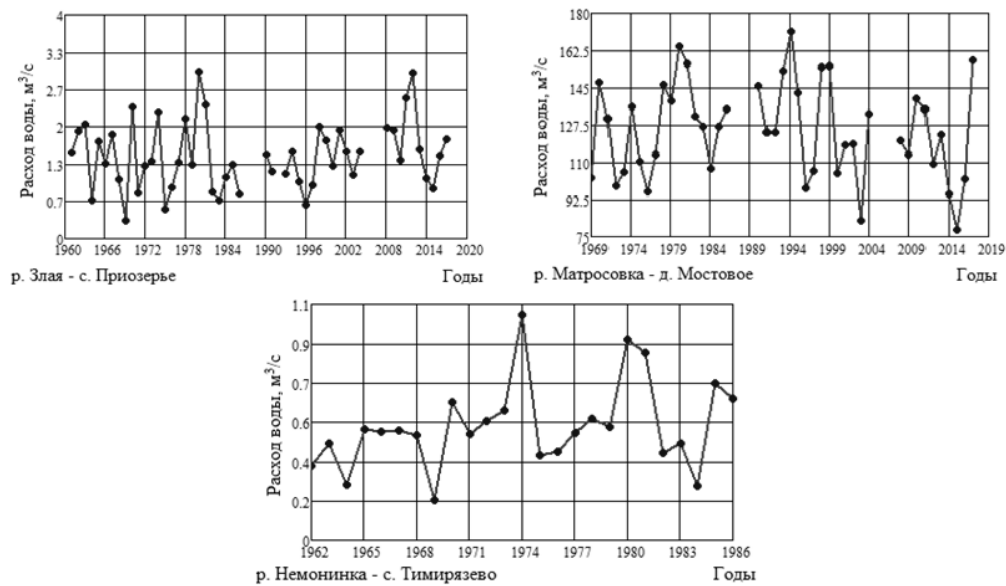 Расход воды, м³/с
4
3.3
2.7
2
1.3
0.7
0
1960 1966 1972 1978 1984 1990 1996 2002 2008 2014 2020
р. Злая - с. Приозерье Годы
Расход воды, м³/с
180
162.5
145
127.5
110
92.5
75
1969 1974 1979 1984 1989 1994 1999 2004 2009 2014 2019
р. Матросовка - д. Мостовое Годы
Расход воды, м³/с
1.1
0.9
0.7
0.6
0.4
0.2
0
1962 1965 1968 1971 1974 1977 1980 1983 1986
р. Немонинка - с. Тимирязево Годы